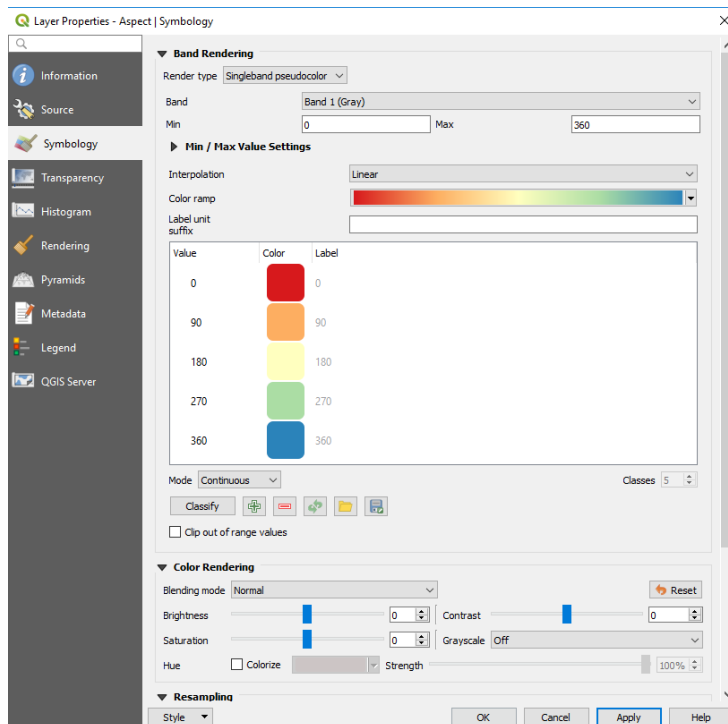 Layer Properties - Aspect | Symbology
Information
Source
Symbology
Transparency
Histogram
Rendering
Pyramids
Metadata
Legend
QGIS Server
Band Rendering
Render type Singleband pseudocolor
Band Band 1 (Gray)
Min 0 Max 360
Min / Max Value Settings
Interpolation Linear
Color ramp
Label unit
suffix
Value Color Label
0 0
90 90
180 180
270 270
360 360
Mode Continuous Classes 5
Classify
Clip out of range values
Color Rendering
Blending mode Normal Reset
Brightness 0 Contrast 0
Saturation 0 Grayscale Off
Hue Colorize Strength 100%
Resampling
Style OK Cancel Apply Help